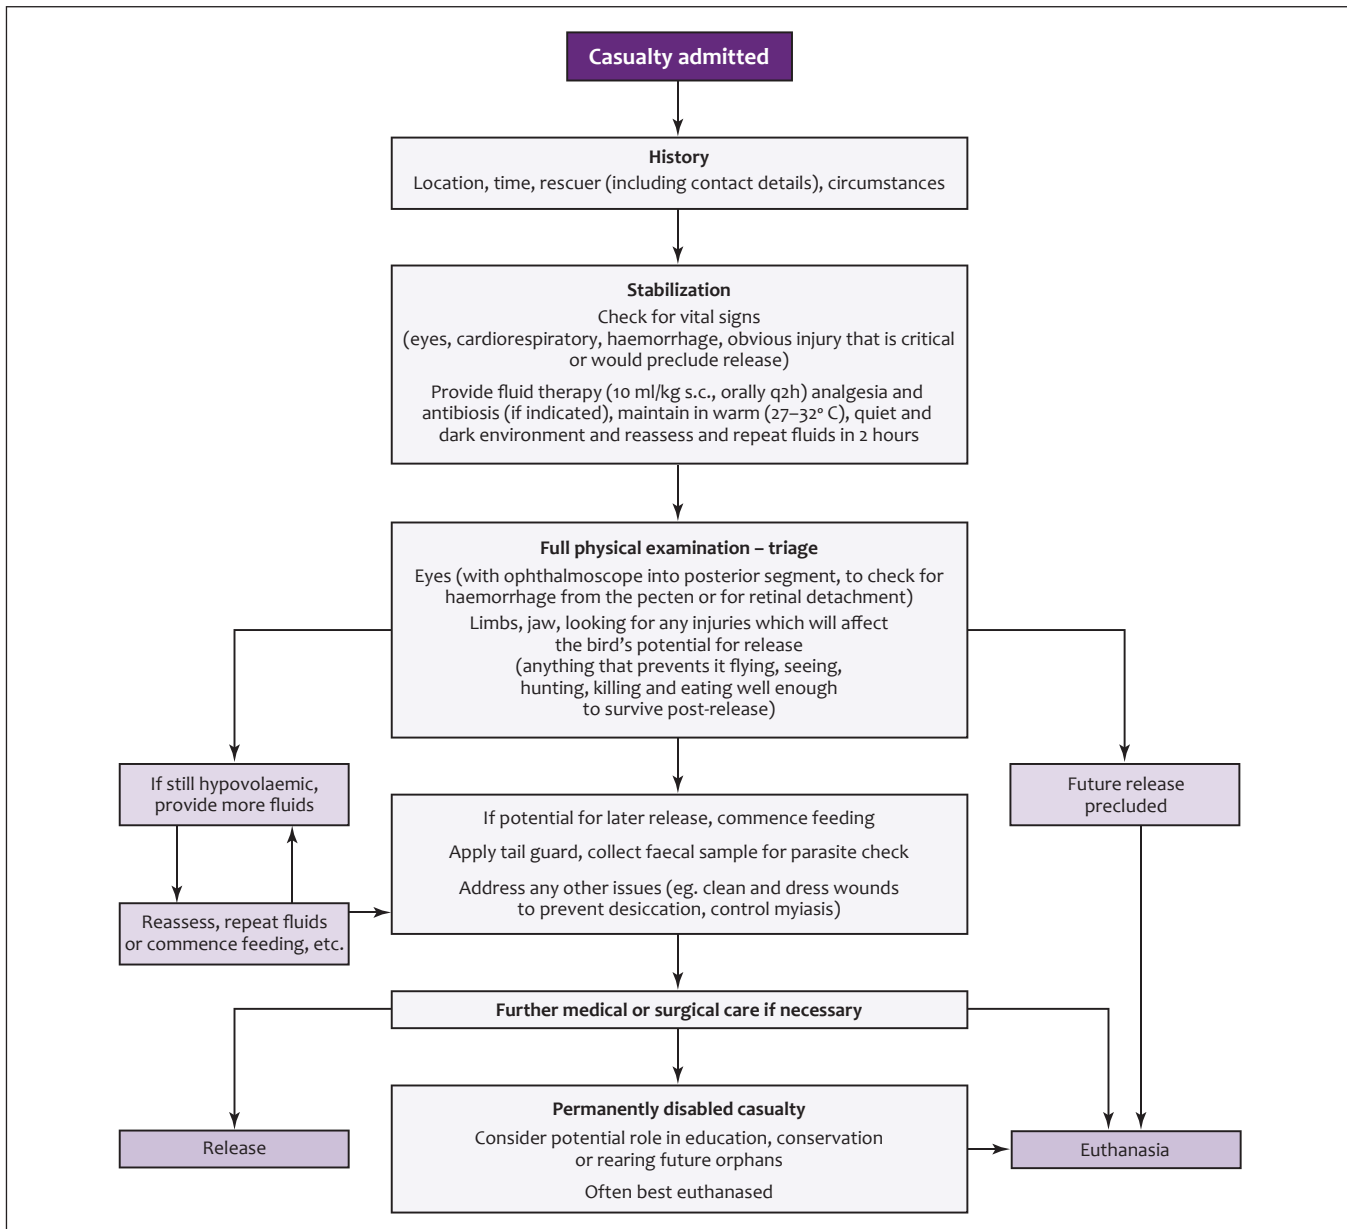 Casualty admitted
History
Location, time, rescuer (including contact details), circumstances
Stabilization
Check for vital signs
(eyes, cardiorespiratory, haemorrhage, obvious injury that is critical
or would preclude release)
Provide fluid therapy (10 ml/kg s.c., orally q2h) analgesia and
antibiosis (if indicated), maintain in warm (27–32° C), quiet and
dark environment and reassess and repeat fluids in 2 hours
Full physical examination – triage
Eyes (with ophthalmoscope into posterior segment, to check for
haemorrhage from the pecten or for retinal detachment)
Limbs, jaw, looking for any injuries which will affect
the bird's potential for release
(anything that prevents it flying, seeing,
hunting, killing and eating well enough
to survive post-release)
If still hypovolaemic,
provide more fluids
Future release
precluded
If potential for later release, commence feeding
Apply tail guard, collect faecal sample for parasite check
Address any other issues (eg. clean and dress wounds
to prevent desiccation, control myiasis)
Reassess, repeat fluids
or commence feeding, etc.
Further medical or surgical care if necessary
Permanently disabled casualty
Consider potential role in education, conservation
or rearing future orphans
Often best euthanased
Release
Euthanasia